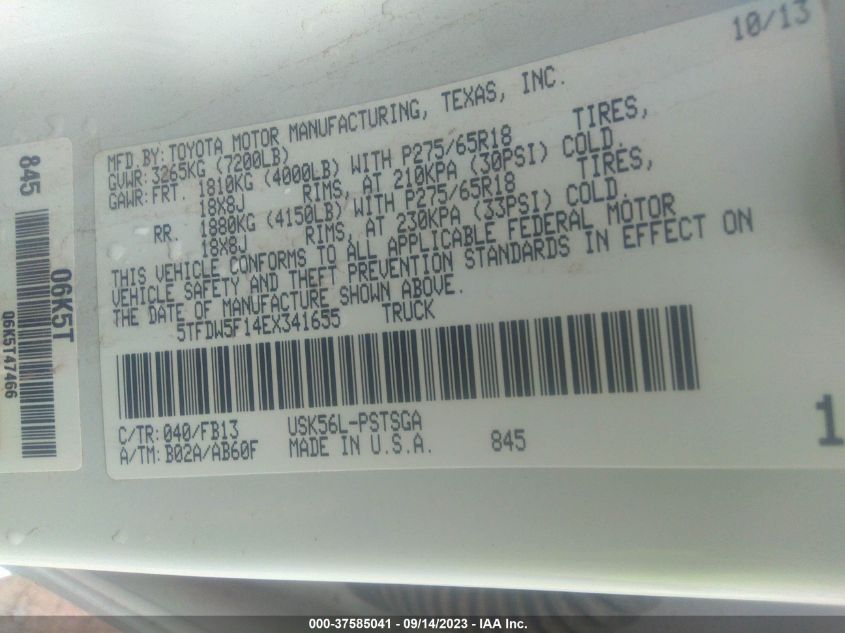 10/13
MFD. BY: TOYOTA MOTOR MANUFACTURING, TEXAS, INC.
GVWR: 3265KG (7200LB)
GAWR: FRT. 1810KG (4000LB) WITH P275/65R18 TIRES,
18X8J RIMS, AT 210KPA (30PSI) COLD.
RR 1880KG (4150LB) WITH P275/65R18 TIRES,
18X8J RIMS, AT 230KPA (33PSI) COLD
THIS VEHICLE CONFORMS TO ALL APPLICABLE FEDERAL MOTOR
VEHICLE SAFETY AND THEFT PREVENTION STANDARDS IN EFFECT ON
THE DATE OF MANUFACTURE SHOWN ABOVE.
5TFDW5F14EX341655 TRUCK
C/TR: 040/FB13 USK56L-PSTSGA
A/TM: B02A/AB60F MADE IN U.S.A. 845
1
845
06K5T
06K5T47466
000-37585041 - 09/14/2023 - IAA Inc.